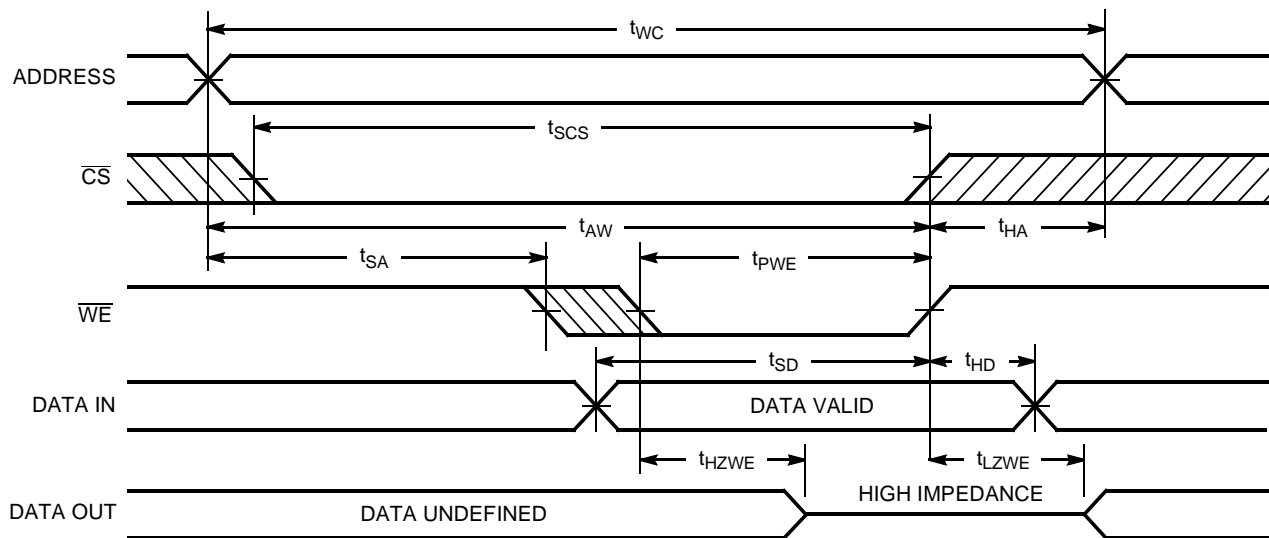 tWC
ADDRESS
tSCS
CS
tAW
tHA
tSA
tPWE
WE
tSD
tHD
DATA IN
DATA VALID
tHZWE
tLZWE
HIGH IMPEDANCE
DATA OUT
DATA UNDEFINED